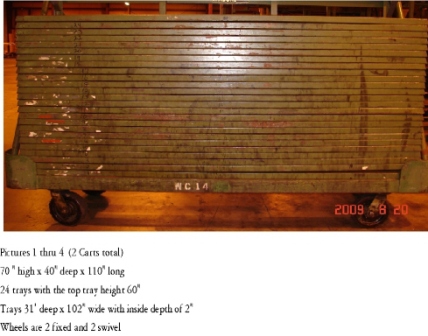 WC14
2009 8 20
Pictures 1 thru 4 (2 Carts total)
70 " high x 40" deep x 110" long
24 trays with the top tray height 60"
Trays 31' deep x 102" wide with inside depth of 2"
Wheels are 2 fixed and 2 swivel